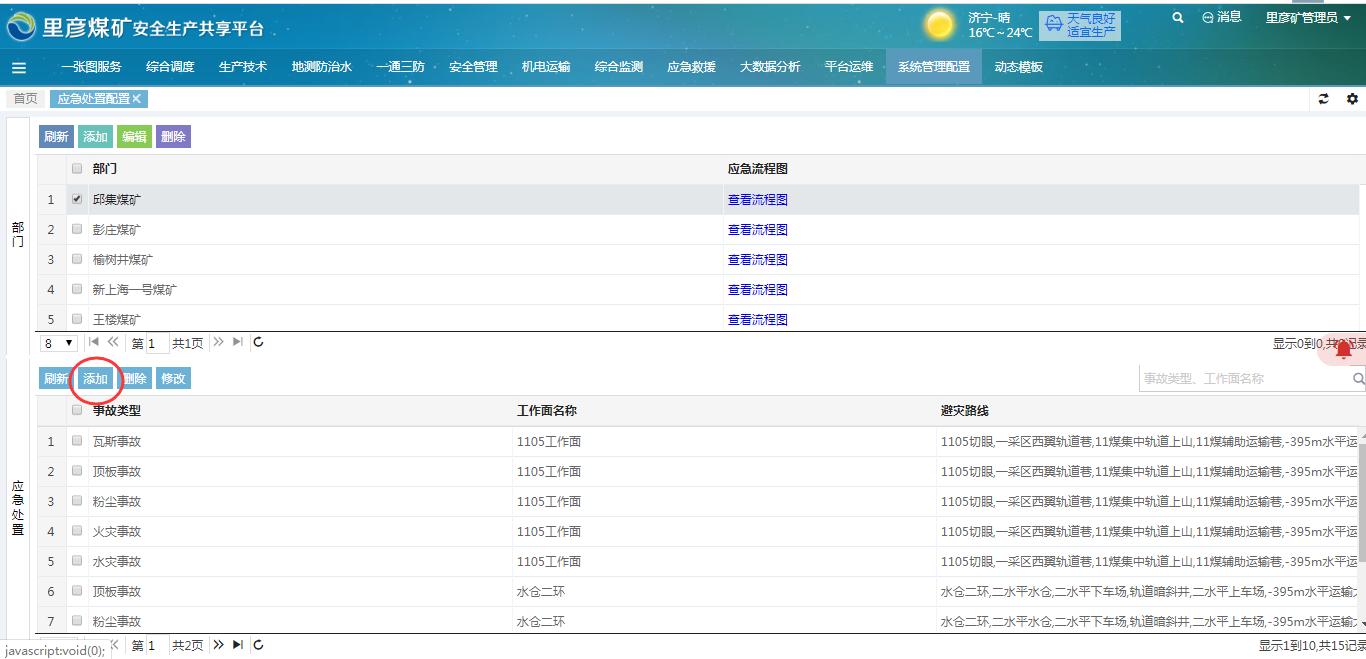 里彦煤矿安全生产共享平台
济宁-晴
16℃～24℃
天气良好
适宜生产
消息 里彦矿管理员
一张图服务 综合调度 生产技术 地测防治水 一通三防 安全管理 机电运输 综合监测 应急救援 大数据分析 平台运维 系统管理配置 动态模板
首页 应急处置配置
刷新 添加 编辑 删除
部门 应急流程图
1 邱集煤矿 查看流程图
2 彭庄煤矿 查看流程图
部门
3 榆树井煤矿 查看流程图
4 新上海一号煤矿 查看流程图
5 王楼煤矿 查看流程图
8 第 1 共1页 显示0到0,共 记录
刷新 添加 删除 修改 事故类型、工作面名称
事故类型 工作面名称 避灾路线
1 瓦斯事故 1105工作面 1105切眼,一采区西翼轨道巷,11煤集中轨道上山,11煤辅助运输巷,-395m水平运
2 顶板事故 1105工作面 1105切眼,一采区西翼轨道巷,11煤集中轨道上山,11煤辅助运输巷,-395m水平运
3 粉尘事故 1105工作面 1105切眼,一采区西翼轨道巷,11煤集中轨道上山,11煤辅助运输巷,-395m水平运
应急处置
4 火灾事故 1105工作面 1105切眼,一采区西翼轨道巷,11煤集中轨道上山,11煤辅助运输巷,-395m水平运
5 水灾事故 1105工作面 1105切眼,一采区西翼轨道巷,11煤集中轨道上山,11煤辅助运输巷,-395m水平运
6 顶板事故 水仓二环 水仓二环,二水平水仓,二水平下车场,轨道暗斜井,二水平上车场,-395m水平运输
7 粉尘事故 水仓二环 水仓二环,二水平水仓,二水平下车场,轨道暗斜井,二水平上车场,-395m水平运输
javascript:void(0); 第 1 共2页 显示1到10,共15记录